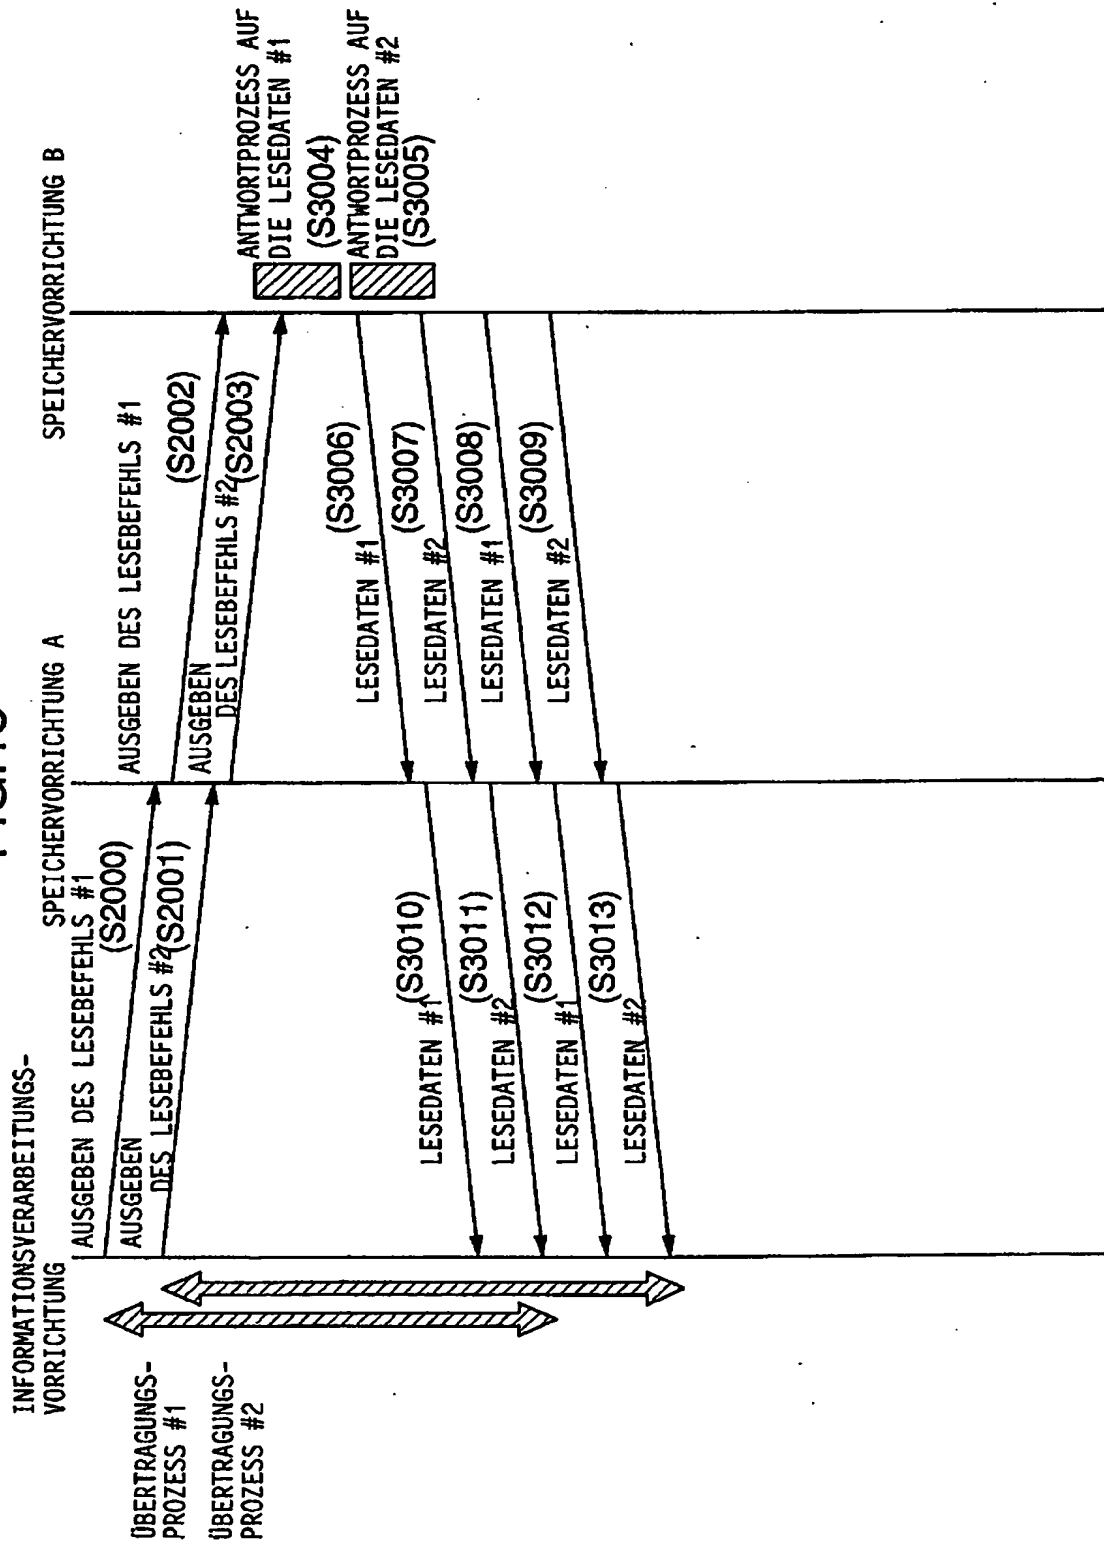 INFORMATIONSVERARBEITUNGS-
VORRICHTUNG
SPEICHERVORRICHTUNG A
SPEICHERVORRICHTUNG B
AUSGEBEN DES LESEBEFEHLS #1
(S2000)
AUSGEBEN
DES LESEBEFEHLS #2
(S2001)
AUSGEBEN DES LESEBEFEHLS #1
(S2002)
AUSGEBEN
DES LESEBEFEHLS #2
(S2003)
ANTWORTPROZESS AUF
DIE LESEDATEN #1
(S3004)
ANTWORTPROZESS AUF
DIE LESEDATEN #2
(S3005)
(S3006)
LESEDATEN #1
(S3007)
LESEDATEN #2
(S3008)
LESEDATEN #1
(S3009)
LESEDATEN #2
(S3010)
LESEDATEN #1
(S3011)
LESEDATEN #2
(S3012)
LESEDATEN #1
(S3013)
LESEDATEN #2
ÜBERTRAGUNGS-
PROZESS #1
ÜBERTRAGUNGS-
PROZESS #2